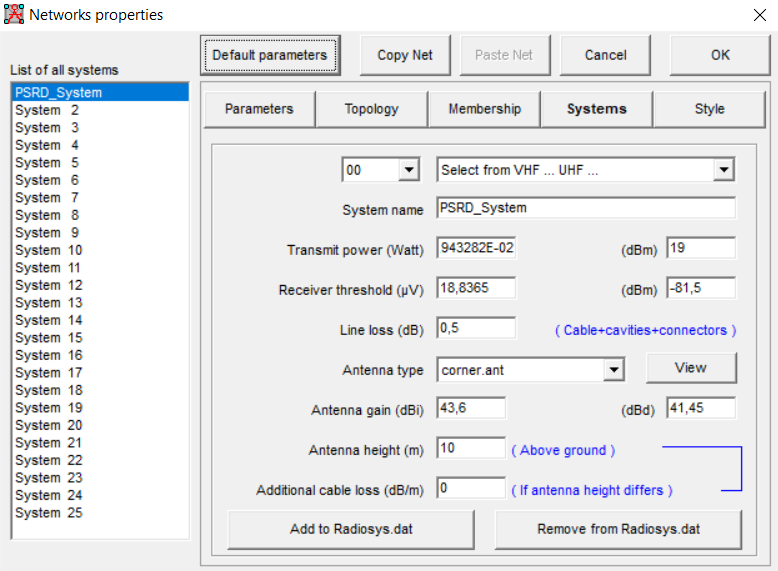 Networks properties
Default parameters
Copy Net
Paste Net
Cancel
OK
List of all systems
PSRD_System
System 2
System 3
System 4
System 5
System 6
System 7
System 8
System 9
System 10
System 11
System 12
System 13
System 14
System 15
System 16
System 17
System 18
System 19
System 20
System 21
System 22
System 23
System 24
System 25
Parameters
Topology
Membership
Systems
Style
00
Select from VHF ... UHF ...
System name
PSRD_System
Transmit power (Watt)
943282E-02
(dBm)
19
Receiver threshold (µV)
18,8365
(dBm)
-81,5
Line loss (dB)
0,5
( Cable+cavities+connectors )
Antenna type
corner.ant
View
Antenna gain (dBi)
43,6
(dBd)
41,45
Antenna height (m)
10
( Above ground )
Additional cable loss (dB/m)
0
( If antenna height differs )
Add to Radiosys.dat
Remove from Radiosys.dat